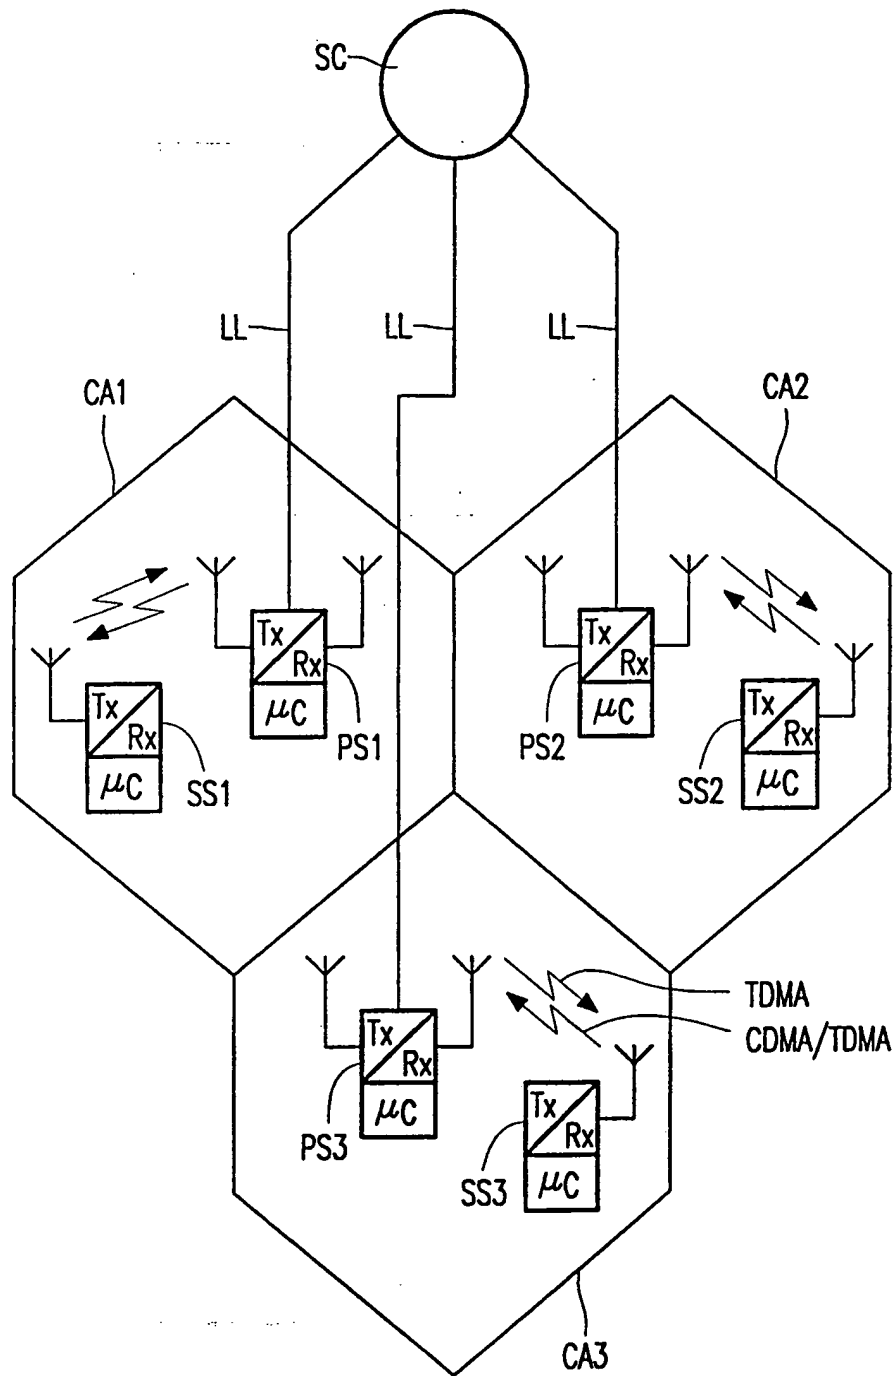 SC
LL LL LL
CA1 CA2
Tx Rx μC PS1
Tx Rx μC PS2
Tx Rx μC SS1
Tx Rx μC SS2
TDMA
CDMA/TDMA
Tx Rx μC PS3
Tx Rx μC SS3
CA3